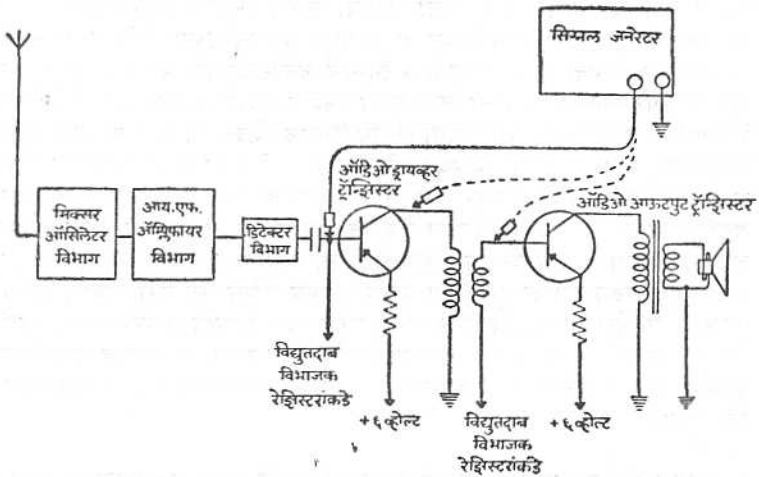 सिग्नल जनरेटर
ऑडिओ ड्रायव्हर
ट्रॅान्झिस्टर
ऑडिओ आऊटपुट ट्रॅान्झिस्टर
मिक्सर
ऑसिलेटर
विभाग
आय.एफ.
ॲम्प्लिफायर
विभाग
डिटेक्टर
विभाग
विद्युतदाब
विभाजक
रेझिस्टरांकडे
+६ व्होल्ट
विद्युतदाब
विभाजक
रेझिस्टरांकडे
+६ व्होल्ट